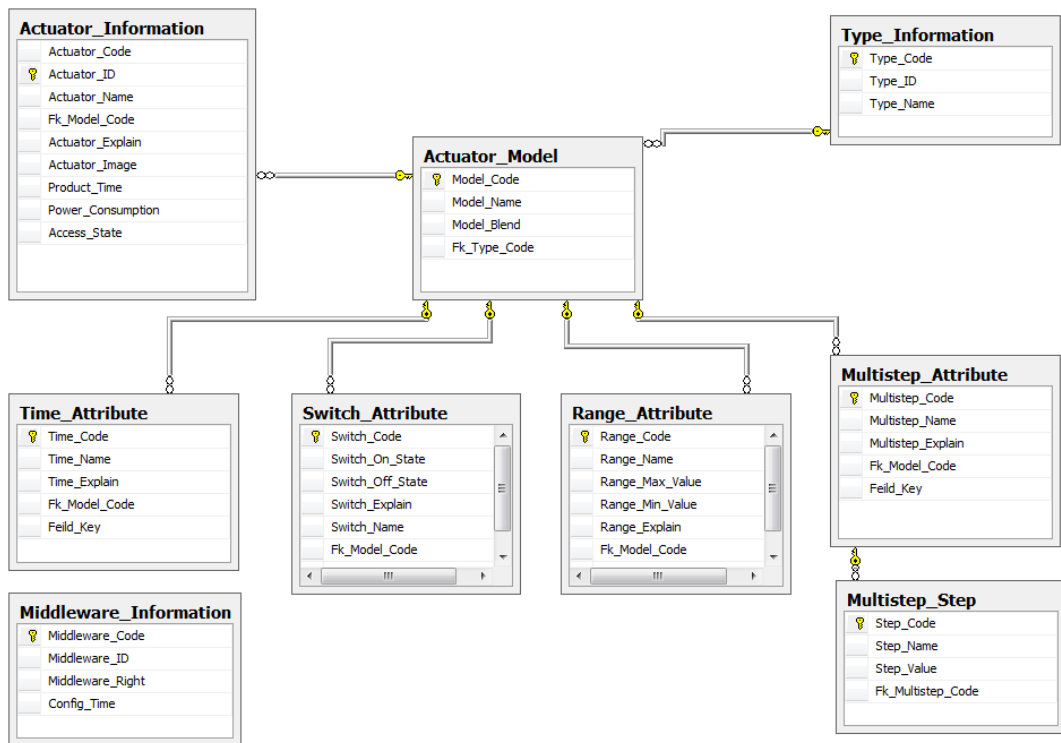 Actuator_Information
Actuator_Code
Actuator_ID
Actuator_Name
Fk_Model_Code
Actuator_Explain
Actuator_Image
Product_Time
Power_Consumption
Access_State
Type_Information
Type_Code
Type_ID
Type_Name
Actuator_Model
Model_Code
Model_Name
Model_Blend
Fk_Type_Code
Time_Attribute
Time_Code
Time_Name
Time_Explain
Fk_Model_Code
Feild_Key
Switch_Attribute
Switch_Code
Switch_On_State
Switch_Off_State
Switch_Explain
Switch_Name
Fk_Model_Code
Range_Attribute
Range_Code
Range_Name
Range_Max_Value
Range_Min_Value
Range_Explain
Fk_Model_Code
Multistep_Attribute
Multistep_Code
Multistep_Name
Multistep_Explain
Fk_Model_Code
Feild_Key
Middleware_Information
Middleware_Code
Middleware_ID
Middleware_Right
Config_Time
Multistep_Step
Step_Code
Step_Name
Step_Value
Fk_Multistep_Code